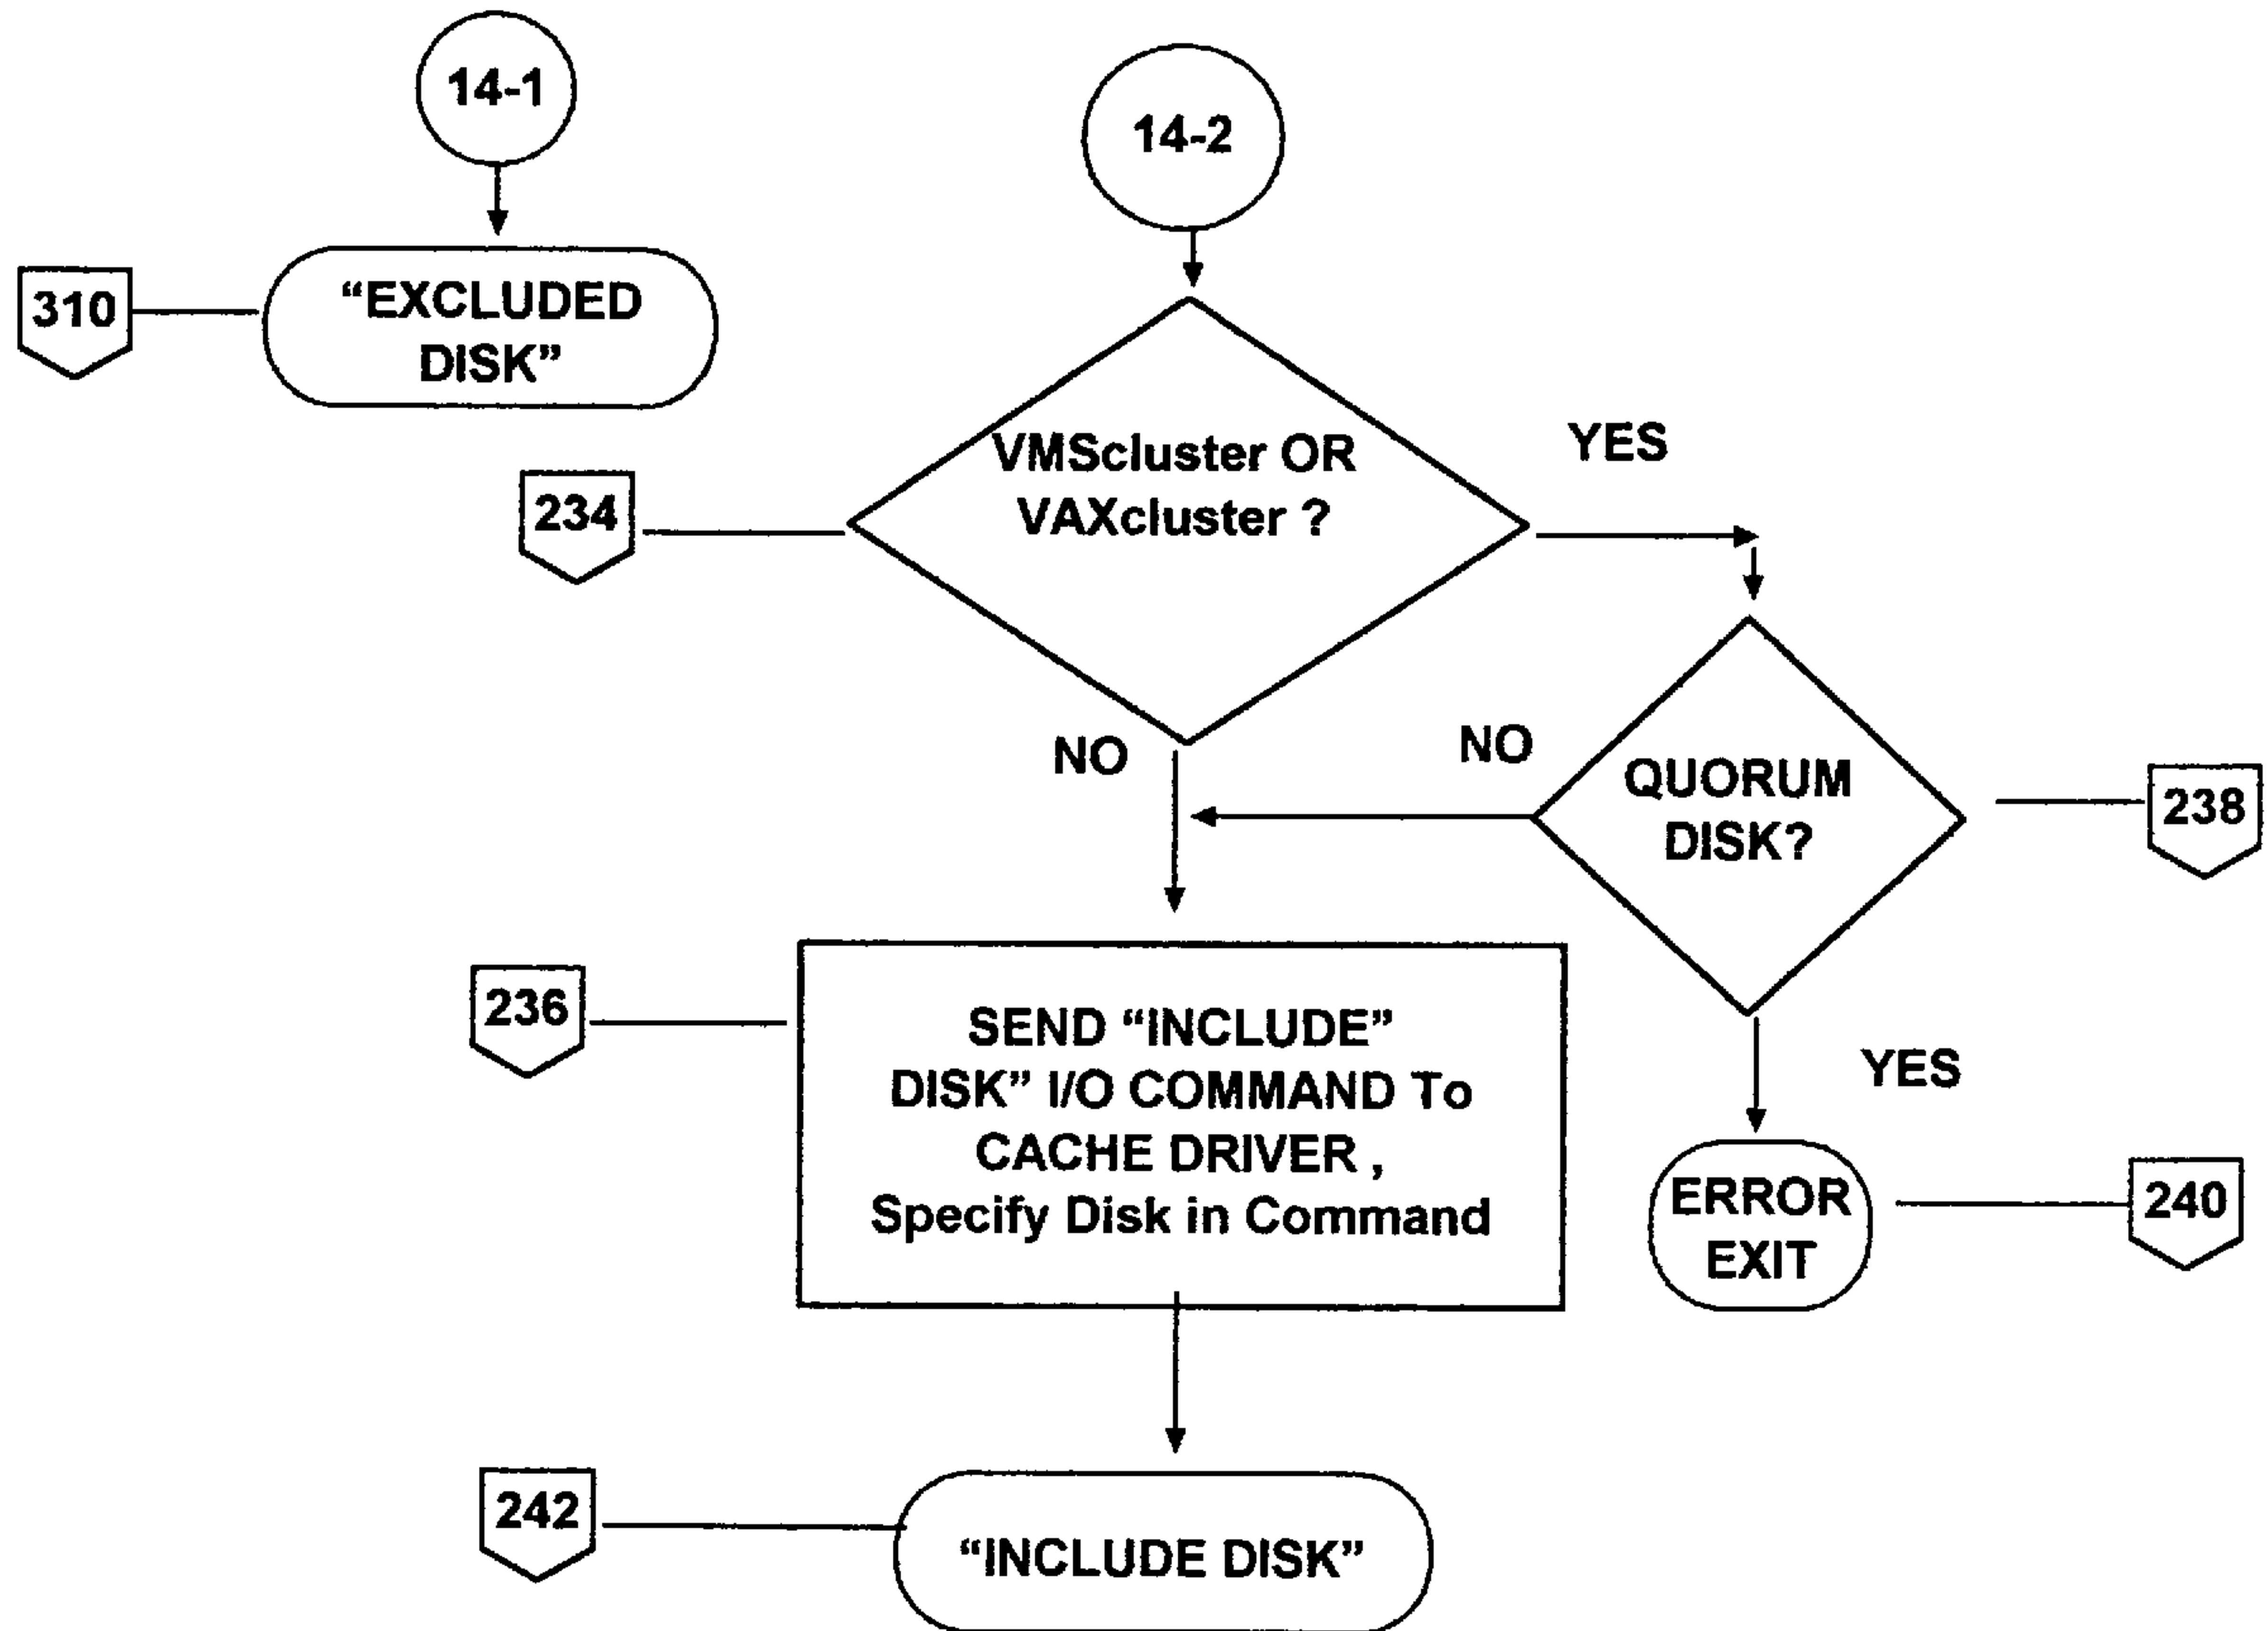 14-1
14-2
310
“EXCLUDED
DISK”
234
VMScluster OR
VAXcluster ?
YES
NO
NO
QUORUM
DISK?
238
236
SEND “INCLUDE”
DISK” I/O COMMAND To
CACHE DRIVER ,
Specify Disk in Command
YES
ERROR
EXIT
240
242
“INCLUDE DISK”